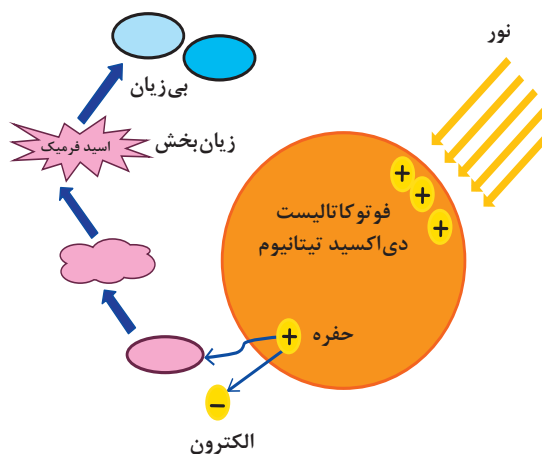 نور
بی‌زیان
زیان‌بخش
اسید فرمیک
فوتوکاتالیست
دی‌اکسید تیتانیوم
+
+
+
حفره
+
−
الکترون